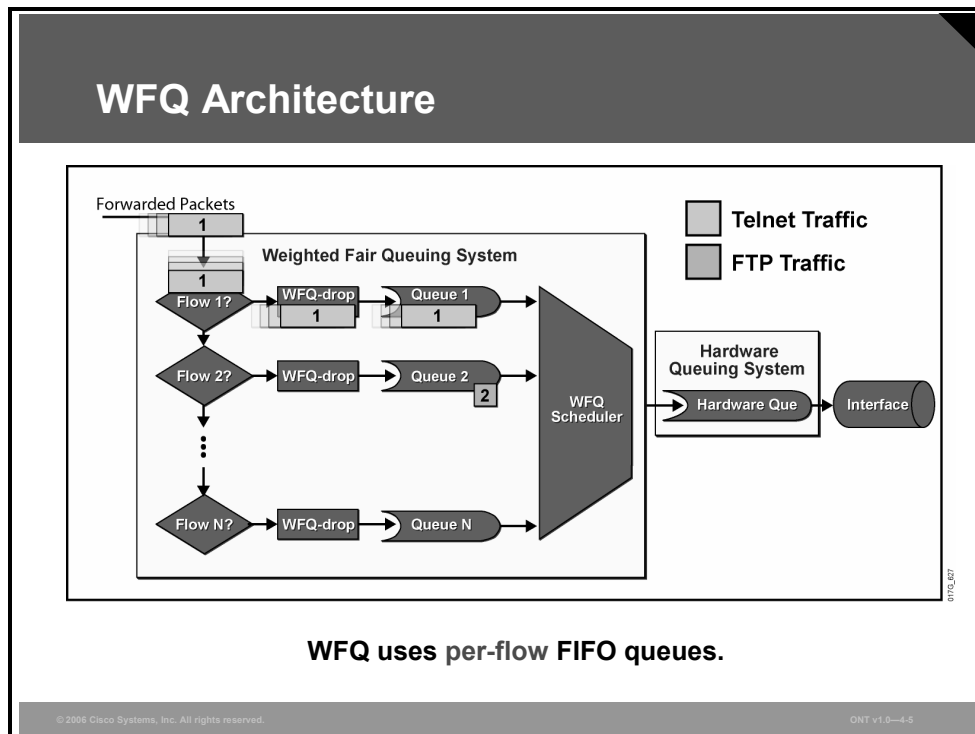 WFQ Architecture
Forwarded Packets
1
Weighted Fair Queuing System
Telnet Traffic
FTP Traffic
1
Flow 1?
WFQ-drop
Queue 1
1
1
Flow 2?
WFQ-drop
Queue 2
2
WFQ
Scheduler
Hardware
Queuing System
Hardware Que
Interface
Flow N?
WFQ-drop
Queue N
017G_627
WFQ uses per-flow FIFO queues.
© 2006 Cisco Systems, Inc. All rights reserved.
ONT v1.0—4-5